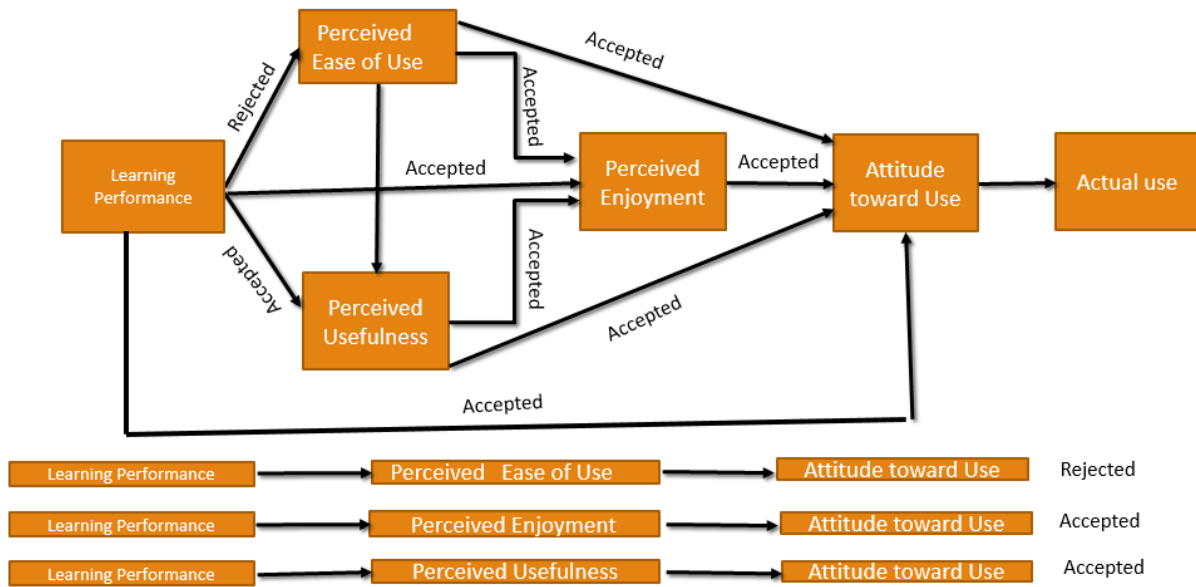 Perceived
Ease of Use
Accepted
Rejected
Accepted
Learning
Performance
Accepted
Perceived
Enjoyment
Accepted
Attitude
toward Use
Actual use
Accepted
Accepted
Perceived
Usefulness
Accepted
Accepted
Learning Performance
Perceived Ease of Use
Attitude toward Use
Rejected
Learning Performance
Perceived Enjoyment
Attitude toward Use
Accepted
Learning Performance
Perceived Usefulness
Attitude toward Use
Accepted